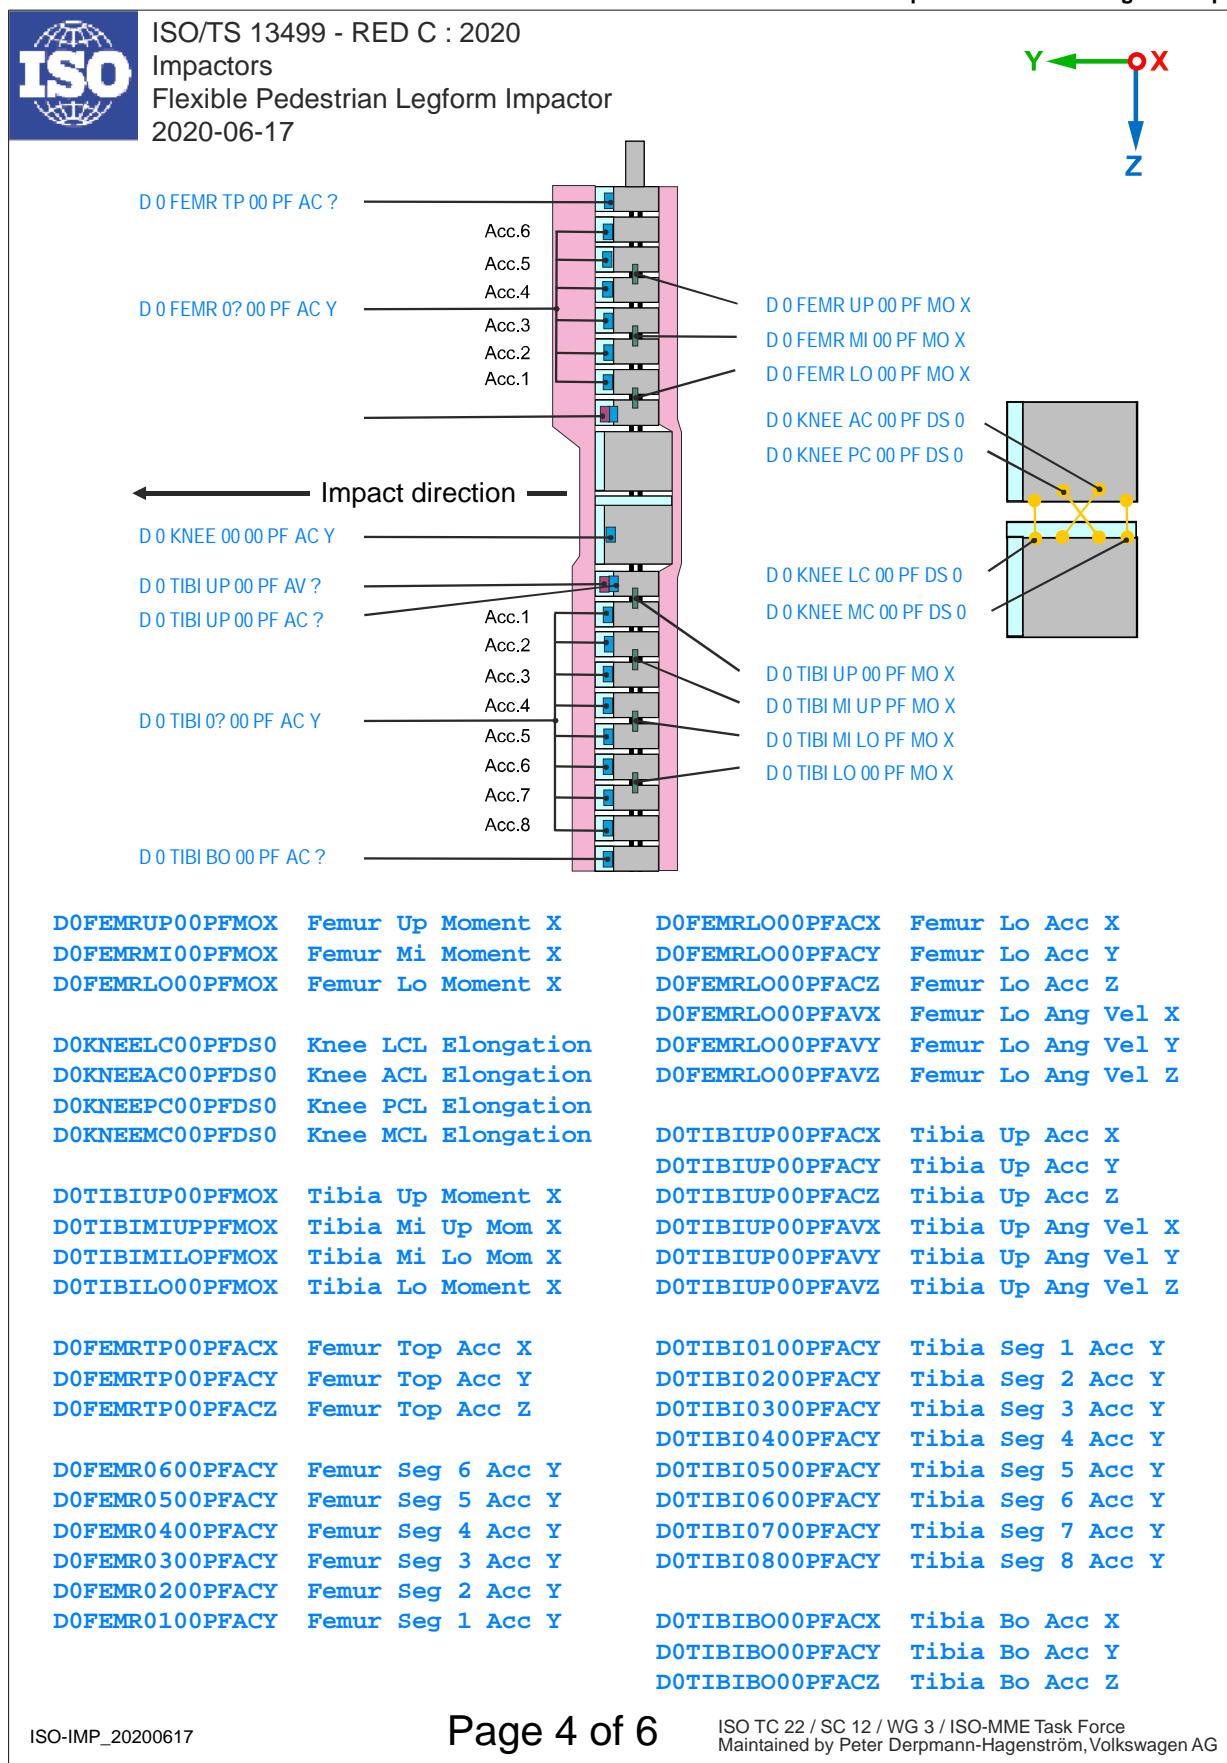 ISO
ISO/TS 13499 - RED C : 2020
Impactors
Flexible Pedestrian Legform Impactor
2020-06-17
Y X
Z
D 0 FEMR TP 00 PF AC ?
Acc.6
Acc.5
Acc.4
D 0 FEMR 0? 00 PF AC Y
Acc.3
Acc.2
Acc.1
D 0 FEMR UP 00 PF MO X
D 0 FEMR MI 00 PF MO X
D 0 FEMR LO 00 PF MO X
D 0 KNEE AC 00 PF DS 0
D 0 KNEE PC 00 PF DS 0
Impact direction
D 0 KNEE 00 00 PF AC Y
D 0 TIBI UP 00 PF AV ?
D 0 TIBI UP 00 PF AC ?
D 0 KNEE LC 00 PF DS 0
D 0 KNEE MC 00 PF DS 0
Acc.1
Acc.2
Acc.3
Acc.4
D 0 TIBI 0? 00 PF AC Y
Acc.5
Acc.6
Acc.7
Acc.8
D 0 TIBI UP 00 PF MO X
D 0 TIBI MI UP PF MO X
D 0 TIBI MI LO PF MO X
D 0 TIBI LO 00 PF MO X
D 0 TIBI BO 00 PF AC ?
D0FEMRUP00PFMOX Femur Up Moment X
D0FEMRMI00PFMOX Femur Mi Moment X
D0FEMRLO00PFMOX Femur Lo Moment X
D0KNEELC00PFDS0 Knee LCL Elongation
D0KNEEAC00PFDS0 Knee ACL Elongation
D0KNEEPC00PFDS0 Knee PCL Elongation
D0KNEEMC00PFDS0 Knee MCL Elongation
D0TIBIUP00PFMOX Tibia Up Moment X
D0TIBIMIUPPFMOX Tibia Mi Up Mom X
D0TIBIMILOPFMOX Tibia Mi Lo Mom X
D0TIBILO00PFMOX Tibia Lo Moment X
D0FEMRTP00PFACX Femur Top Acc X
D0FEMRTP00PFACY Femur Top Acc Y
D0FEMRTP00PFACZ Femur Top Acc Z
D0FEMR0600PFACY Femur Seg 6 Acc Y
D0FEMR0500PFACY Femur Seg 5 Acc Y
D0FEMR0400PFACY Femur Seg 4 Acc Y
D0FEMR0300PFACY Femur Seg 3 Acc Y
D0FEMR0200PFACY Femur Seg 2 Acc Y
D0FEMR0100PFACY Femur Seg 1 Acc Y
D0FEMRLO00PFACX Femur Lo Acc X
D0FEMRLO00PFACY Femur Lo Acc Y
D0FEMRLO00PFACZ Femur Lo Acc Z
D0FEMRLO00PFAVX Femur Lo Ang Vel X
D0FEMRLO00PFAVY Femur Lo Ang Vel Y
D0FEMRLO00PFAVZ Femur Lo Ang Vel Z
D0TIBIUP00PFACX Tibia Up Acc X
D0TIBIUP00PFACY Tibia Up Acc Y
D0TIBIUP00PFACZ Tibia Up Acc Z
D0TIBIUP00PFAVX Tibia Up Ang Vel X
D0TIBIUP00PFAVY Tibia Up Ang Vel Y
D0TIBIUP00PFAVZ Tibia Up Ang Vel Z
D0TIBI0100PFACY Tibia Seg 1 Acc Y
D0TIBI0200PFACY Tibia Seg 2 Acc Y
D0TIBI0300PFACY Tibia Seg 3 Acc Y
D0TIBI0400PFACY Tibia Seg 4 Acc Y
D0TIBI0500PFACY Tibia Seg 5 Acc Y
D0TIBI0600PFACY Tibia Seg 6 Acc Y
D0TIBI0700PFACY Tibia Seg 7 Acc Y
D0TIBI0800PFACY Tibia Seg 8 Acc Y
D0TIBIBO00PFACX Tibia Bo Acc X
D0TIBIBO00PFACY Tibia Bo Acc Y
D0TIBIBO00PFACZ Tibia Bo Acc Z
ISO-IMP_20200617
Page 4 of 6
ISO TC 22 / SC 12 / WG 3 / ISO-MME Task Force
Maintained by Peter Derpmann-Hagenström, Volkswagen AG